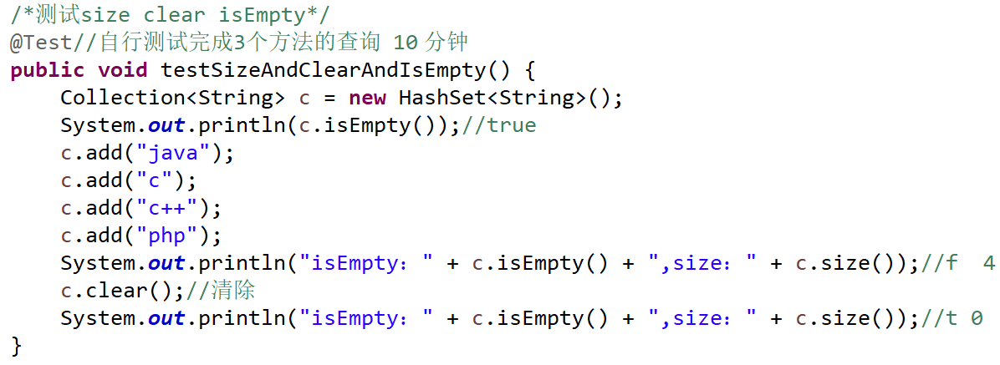 /*测试size clear isEmpty*/
@Test//自行测试完成3个方法的查询 10 分钟
public void testSizeAndClearAndIsEmpty() {
    Collection<String> c = new HashSet<String>();
    System.out.println(c.isEmpty());//true
    c.add("java");
    c.add("c");
    c.add("c++");
    c.add("php");
    System.out.println("isEmpty：" + c.isEmpty() + ",size：" + c.size());//f  4
    c.clear();//清除
    System.out.println("isEmpty：" + c.isEmpty() + ",size：" + c.size());//t 0
}